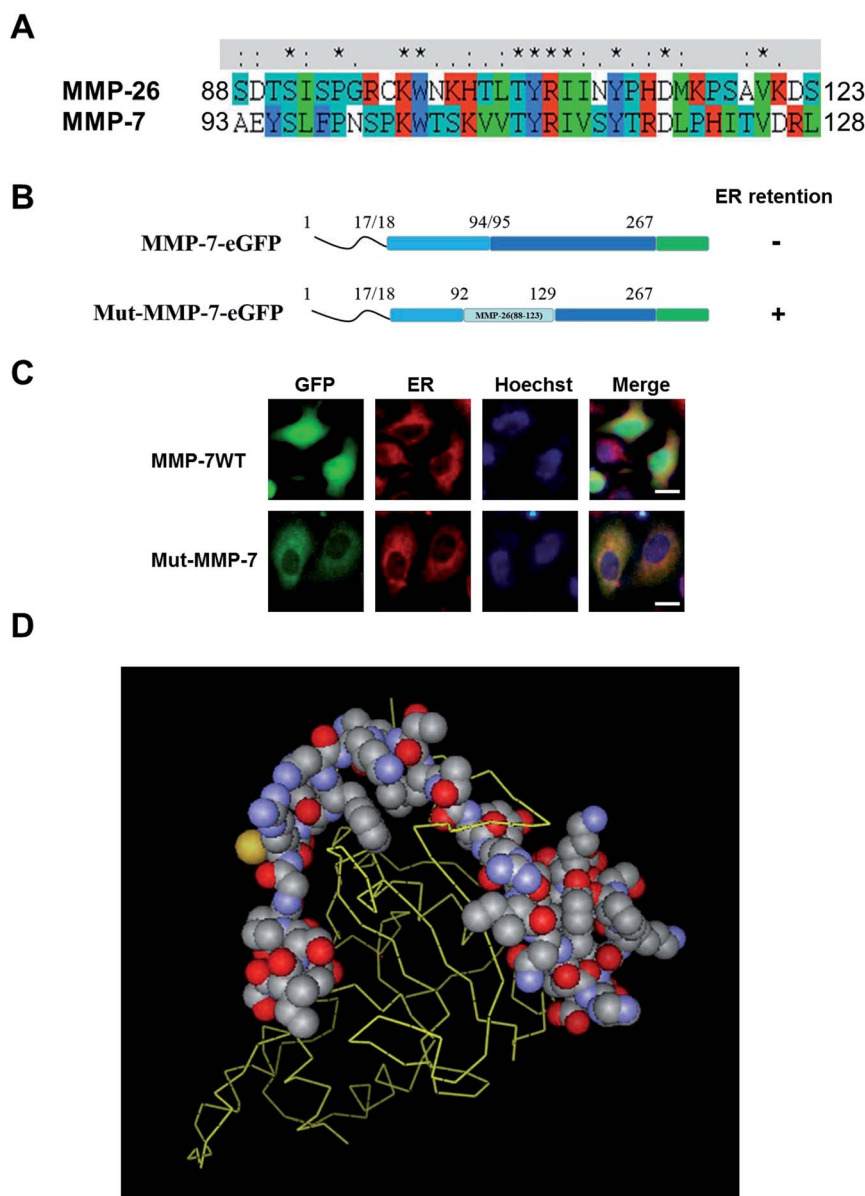 A
MMP-26 88 SDTSISPGRCKWNKHTLTYRIINYPHDMKPSAVKDS 123
MMP-7 93 AEYSLFPNSPKWTSKVVTYRIVSYTRDLPHITVDRL 128
B
ER retention
1 17/18 94/95 267
MMP-7-eGFP -
1 17/18 92 129 267
Mut-MMP-7-eGFP MMP-26(88-123) +
C
GFP ER Hoechst Merge
MMP-7WT
Mut-MMP-7
D